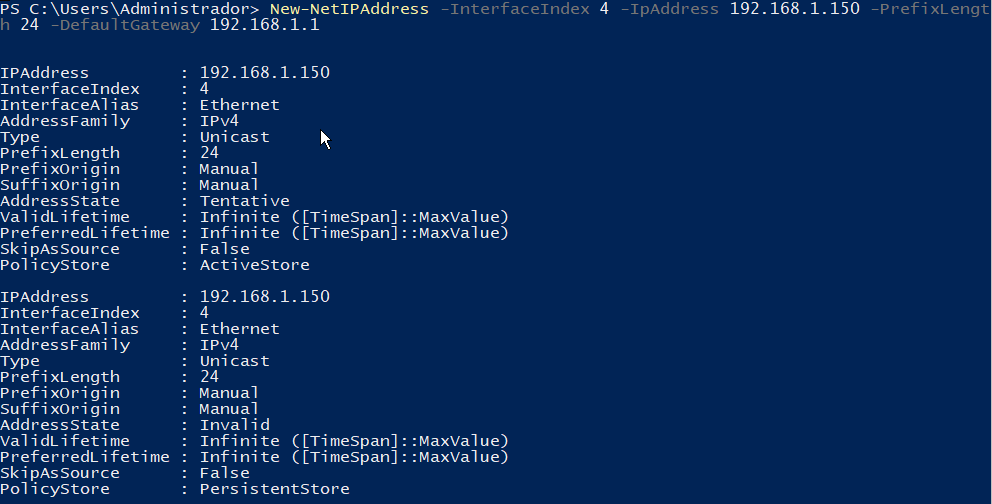 PS C:\Users\Administrador> New-NetIPAddress -InterfaceIndex 4 -IpAddress 192.168.1.150 -PrefixLengt
h 24 -DefaultGateway 192.168.1.1
IPAddress : 192.168.1.150
InterfaceIndex : 4
InterfaceAlias : Ethernet
AddressFamily : IPv4
Type : Unicast
PrefixLength : 24
PrefixOrigin : Manual
SuffixOrigin : Manual
AddressState : Tentative
ValidLifetime : Infinite ([TimeSpan]::MaxValue)
PreferredLifetime : Infinite ([TimeSpan]::MaxValue)
SkipAsSource : False
PolicyStore : ActiveStore
IPAddress : 192.168.1.150
InterfaceIndex : 4
InterfaceAlias : Ethernet
AddressFamily : IPv4
Type : Unicast
PrefixLength : 24
PrefixOrigin : Manual
SuffixOrigin : Manual
AddressState : Invalid
ValidLifetime : Infinite ([TimeSpan]::MaxValue)
PreferredLifetime : Infinite ([TimeSpan]::MaxValue)
SkipAsSource : False
PolicyStore : PersistentStore